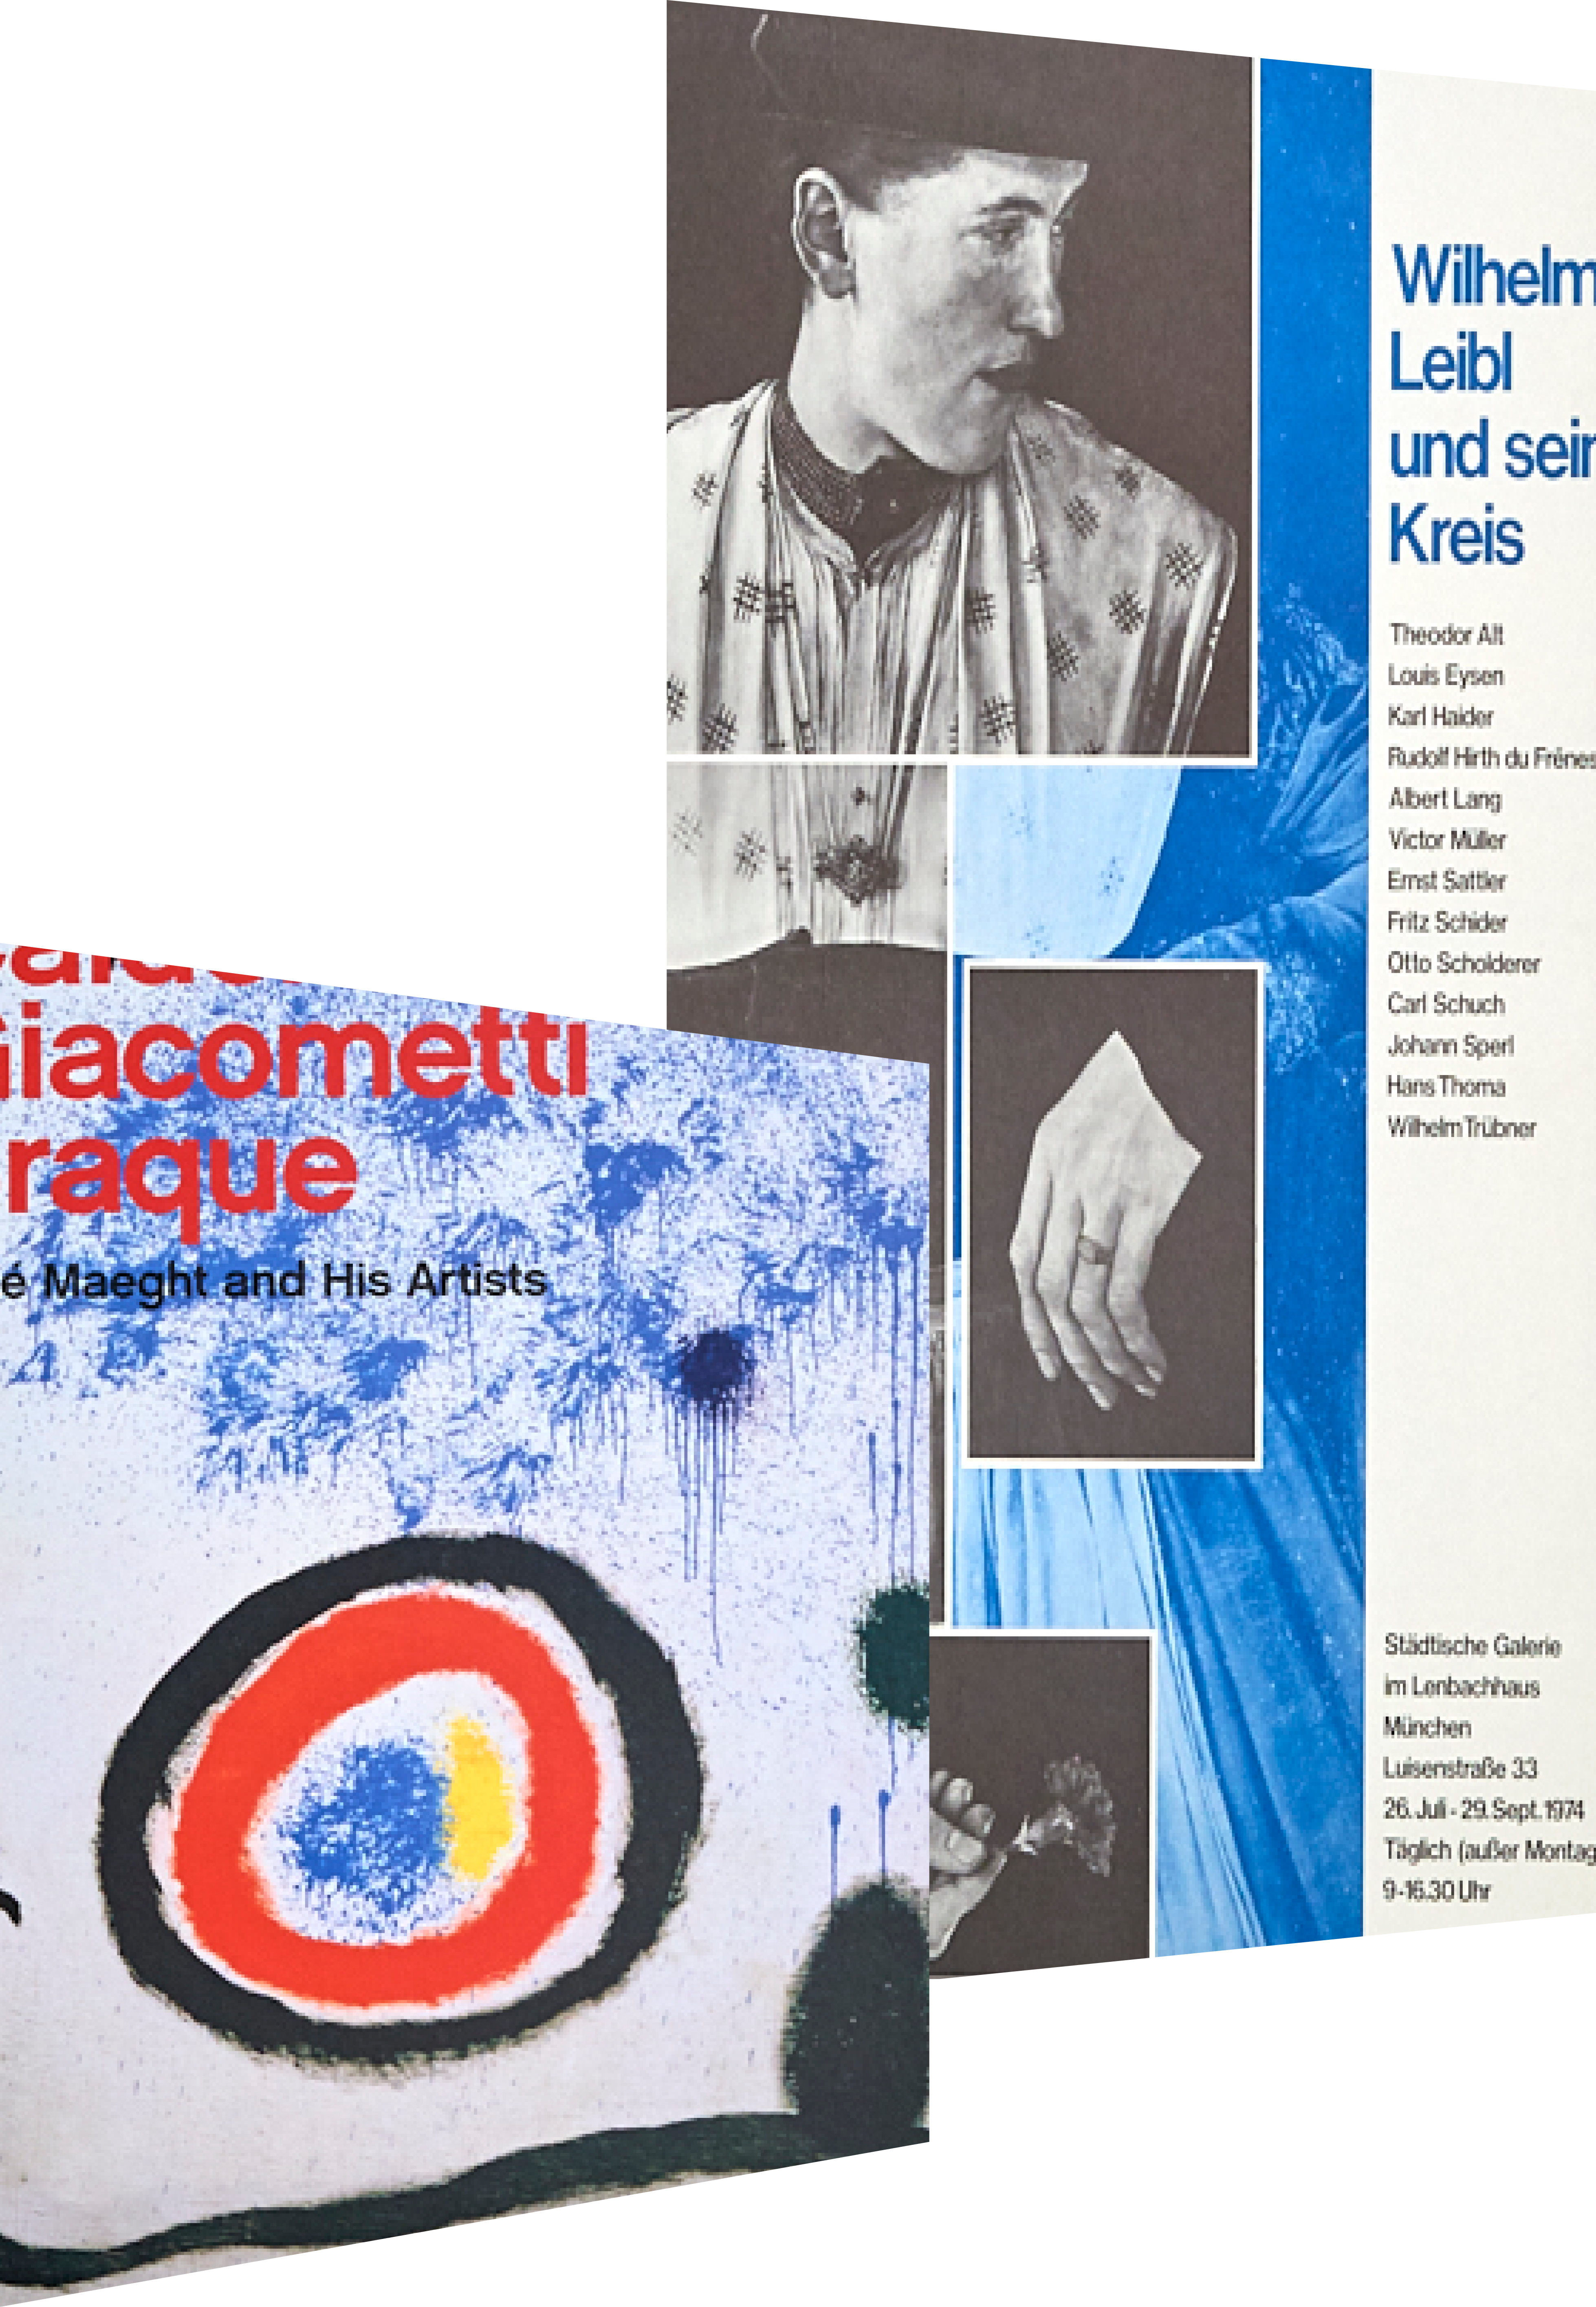 Wilhelm
Leibl
und sein
Kreis
Theodor Alt
Louis Eysen
Karl Haider
Rudolf Hirth du Frênes
Albert Lang
Victor Müller
Ernst Sattler
Fritz Schider
Otto Scholderer
Carl Schuch
Johann Sperl
Hans Thoma
Wilhelm Trübner
Städtische Galerie
im Lenbachhaus
München
Luisenstraße 33
26. Juli - 29. Sept. 1974
Täglich (außer Montag
9-16.30 Uhr
Giacometti
raque
é Maeght and His Artists